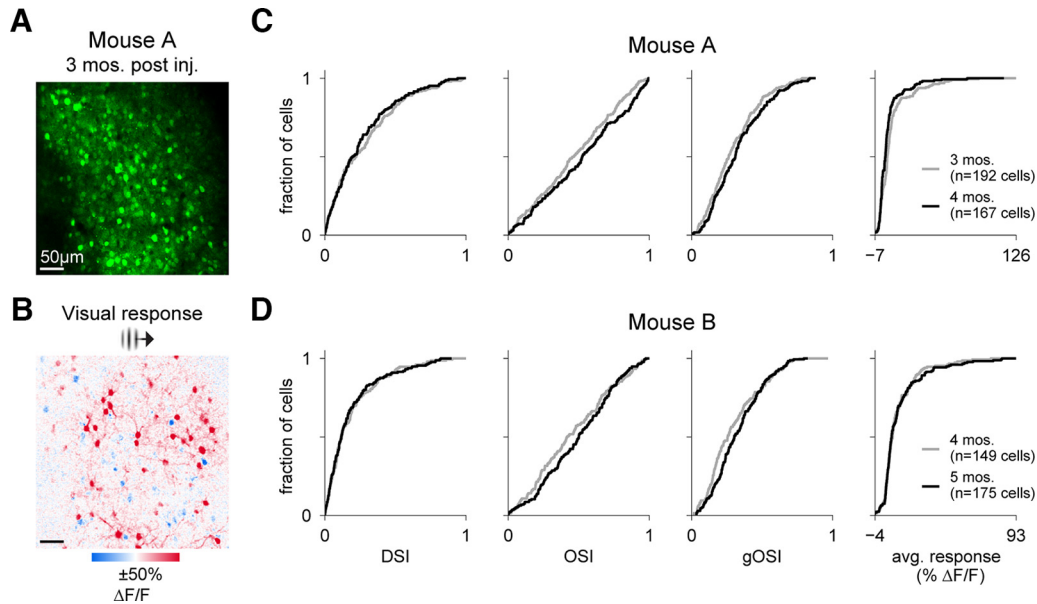 A
Mouse A
3 mos. post inj.
50µm
B
Visual response
±50%
ΔF/F
C
Mouse A
fraction of cells
1
0
0 1
0 1
0 1
−7 126
3 mos.
(n=192 cells)
4 mos.
(n=167 cells)
D
Mouse B
fraction of cells
1
0
0 1
0 1
0 1
−4 93
4 mos.
(n=149 cells)
5 mos.
(n=175 cells)
DSI
OSI
gOSI
avg. response
(% ΔF/F)